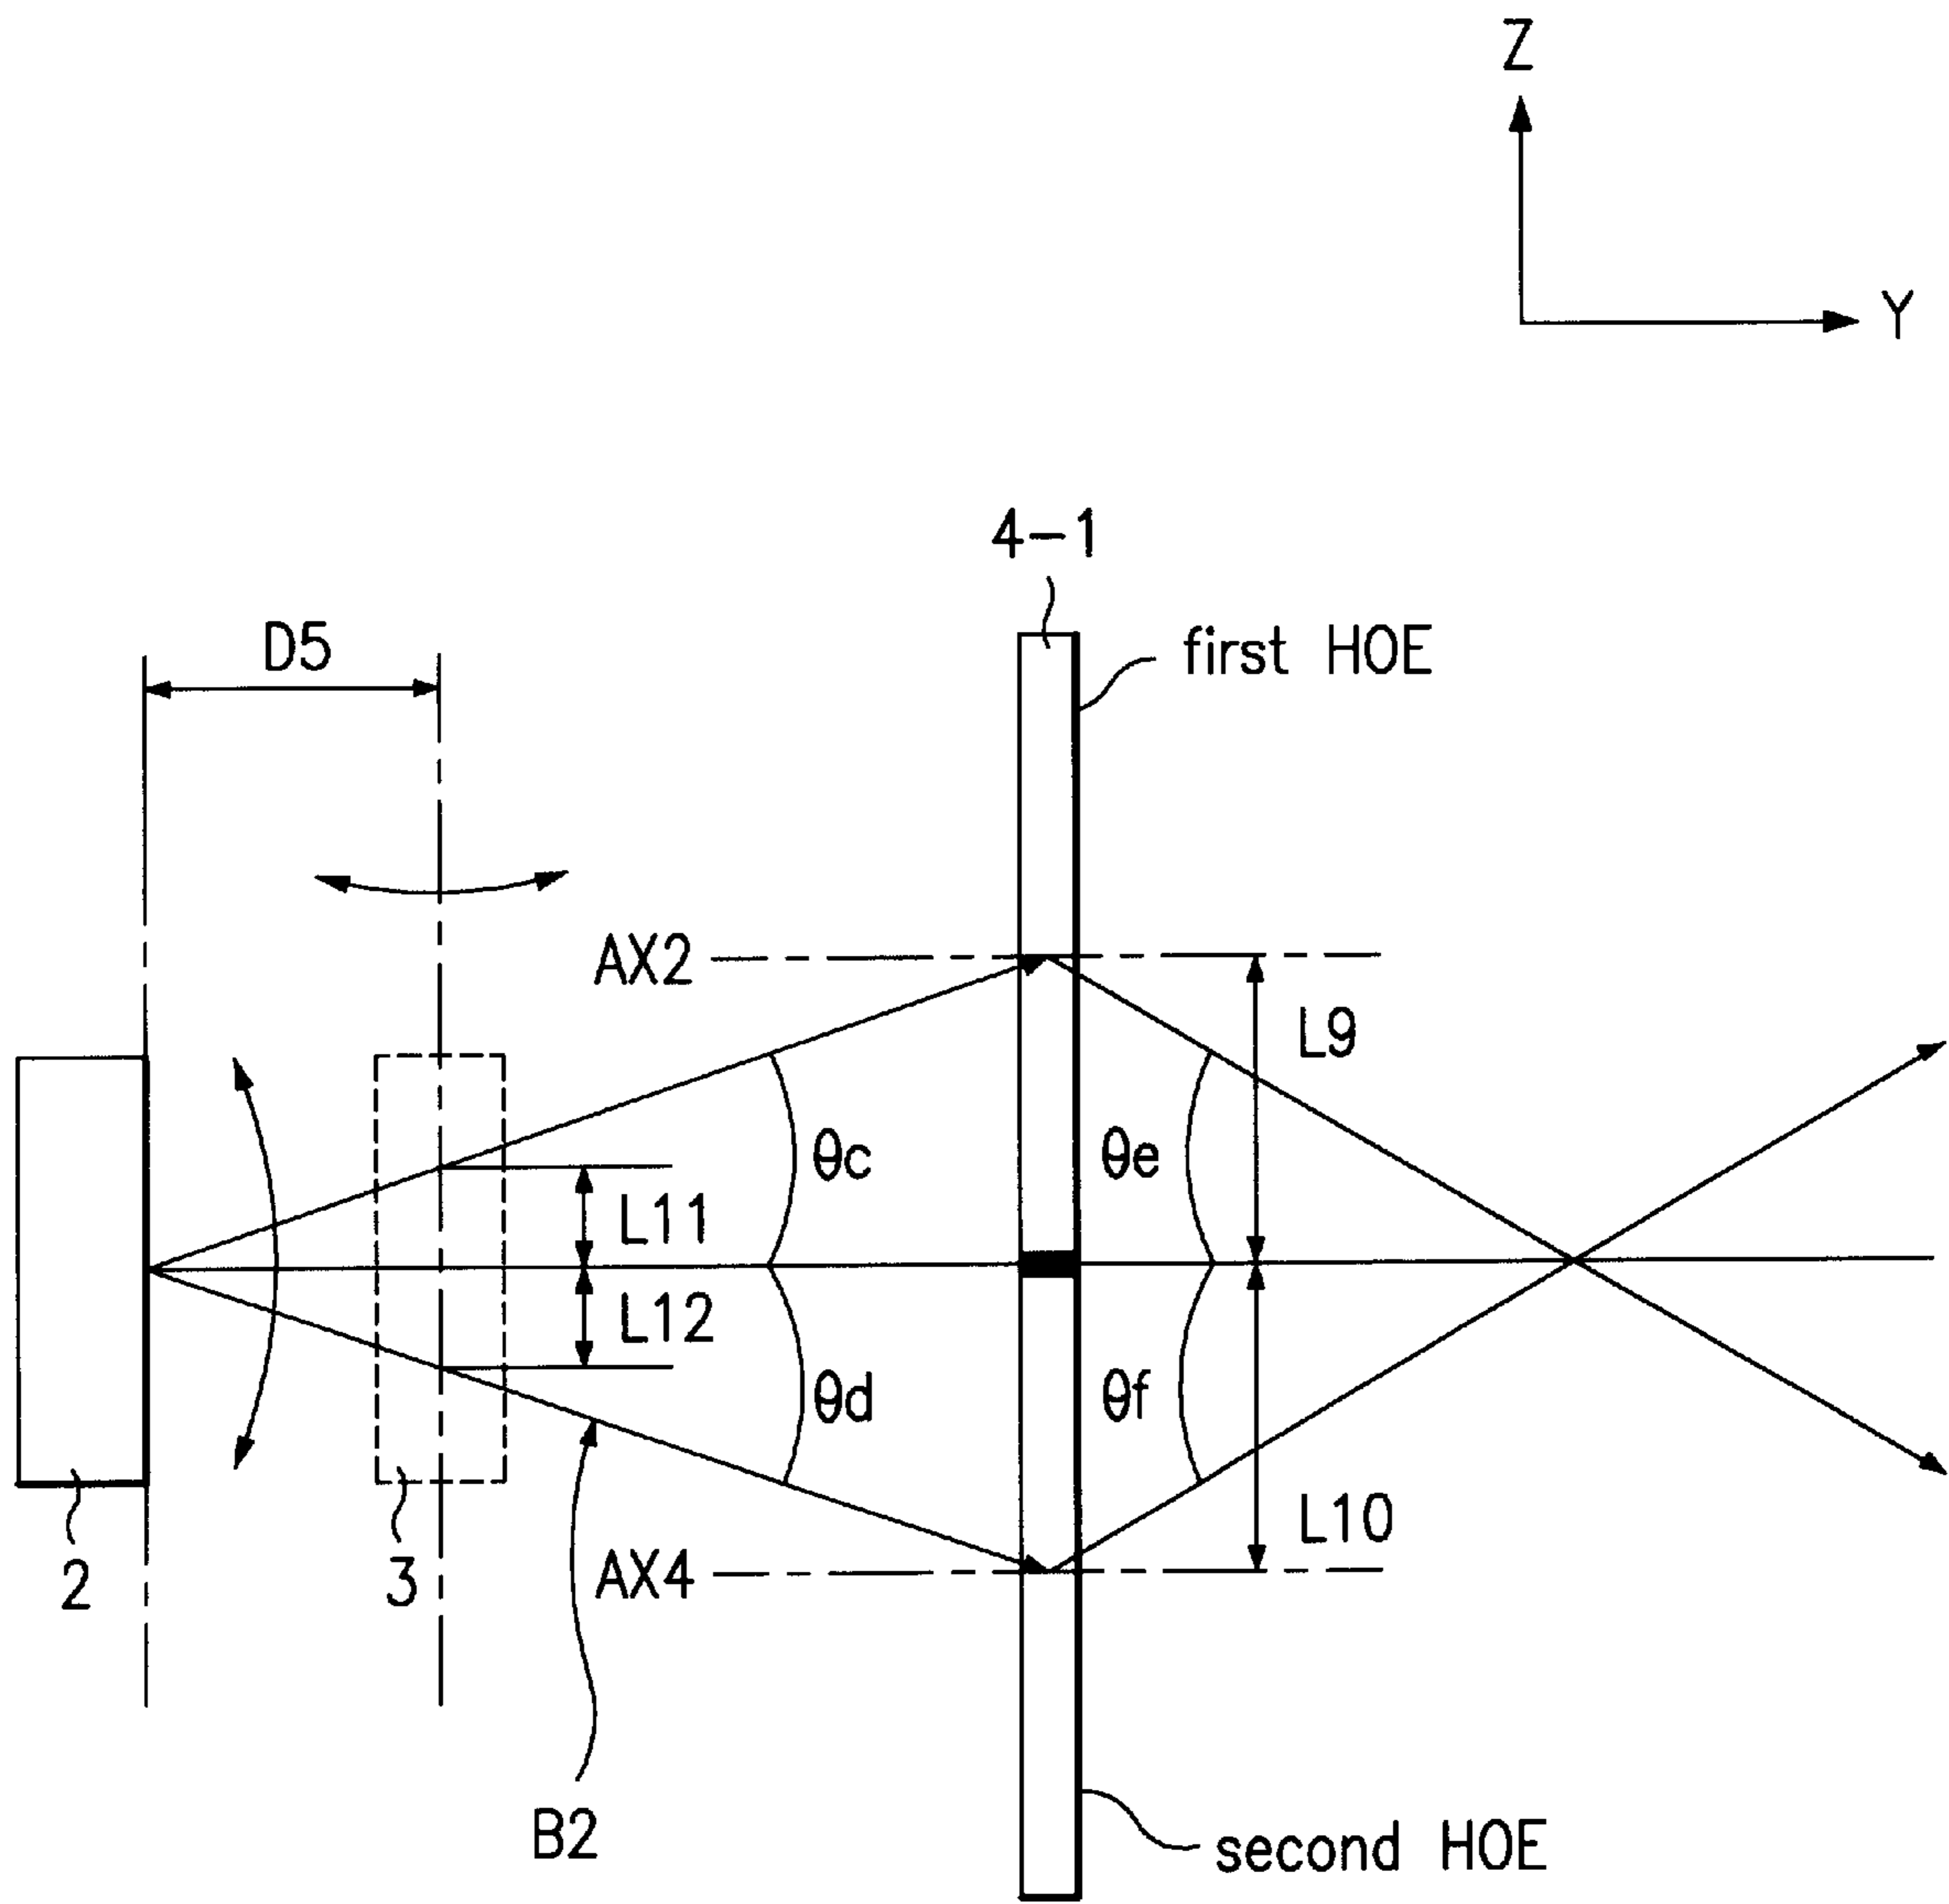 Z
Y
4-1
D5
first HOE
AX2
L9
θc
θe
L11
L12
θd
θf
L10
2
3
AX4
B2
second HOE